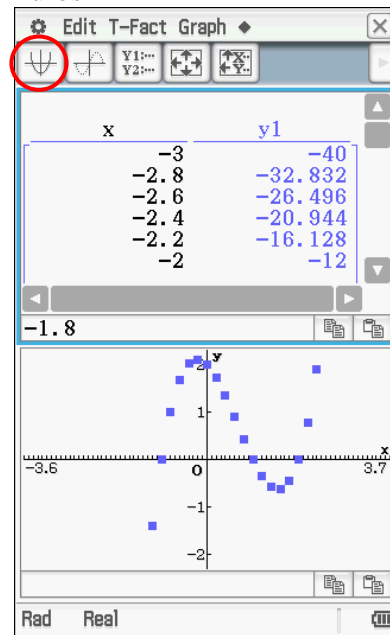 Edit T-Fact Graph
Y1:···
Y2:···
x y1
−3 −40
−2.8 −32.832
−2.6 −26.496
−2.4 −20.944
−2.2 −16.128
−2 −12
−1.8
2 y
1
x
−3.6 O 3.7
−1
−2
Rad Real